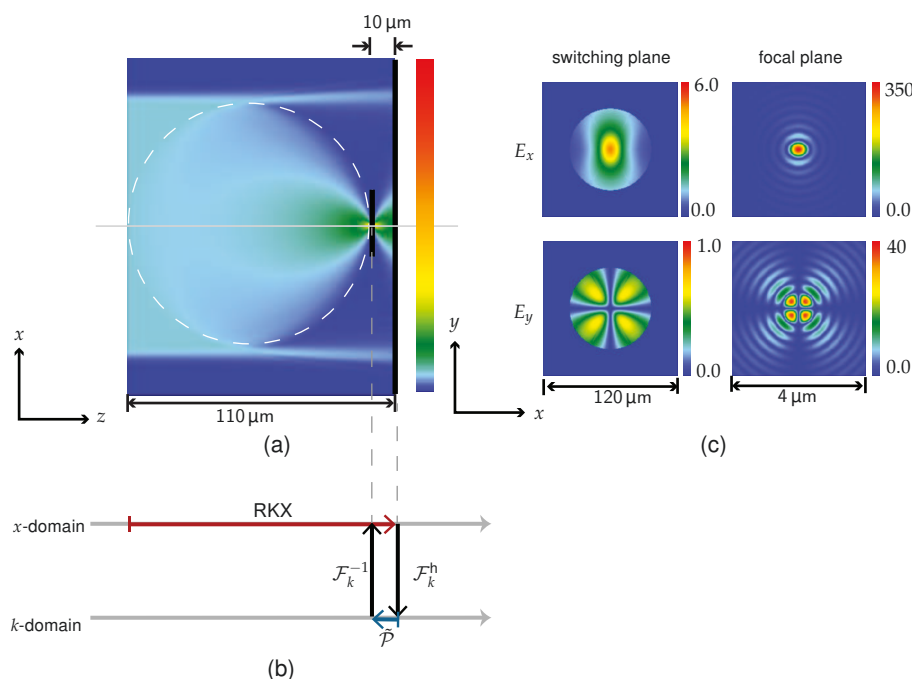 10 μm
x
z
110 μm
(a)
switching plane
focal plane
E_x
6.0
0.0
350
0.0
y
E_y
1.0
0.0
40
0.0
x
120 μm
4 μm
(c)
x-domain
RKX
ℱ_k^{-1}
ℱ_k^h
k-domain
𝒫̃
(b)